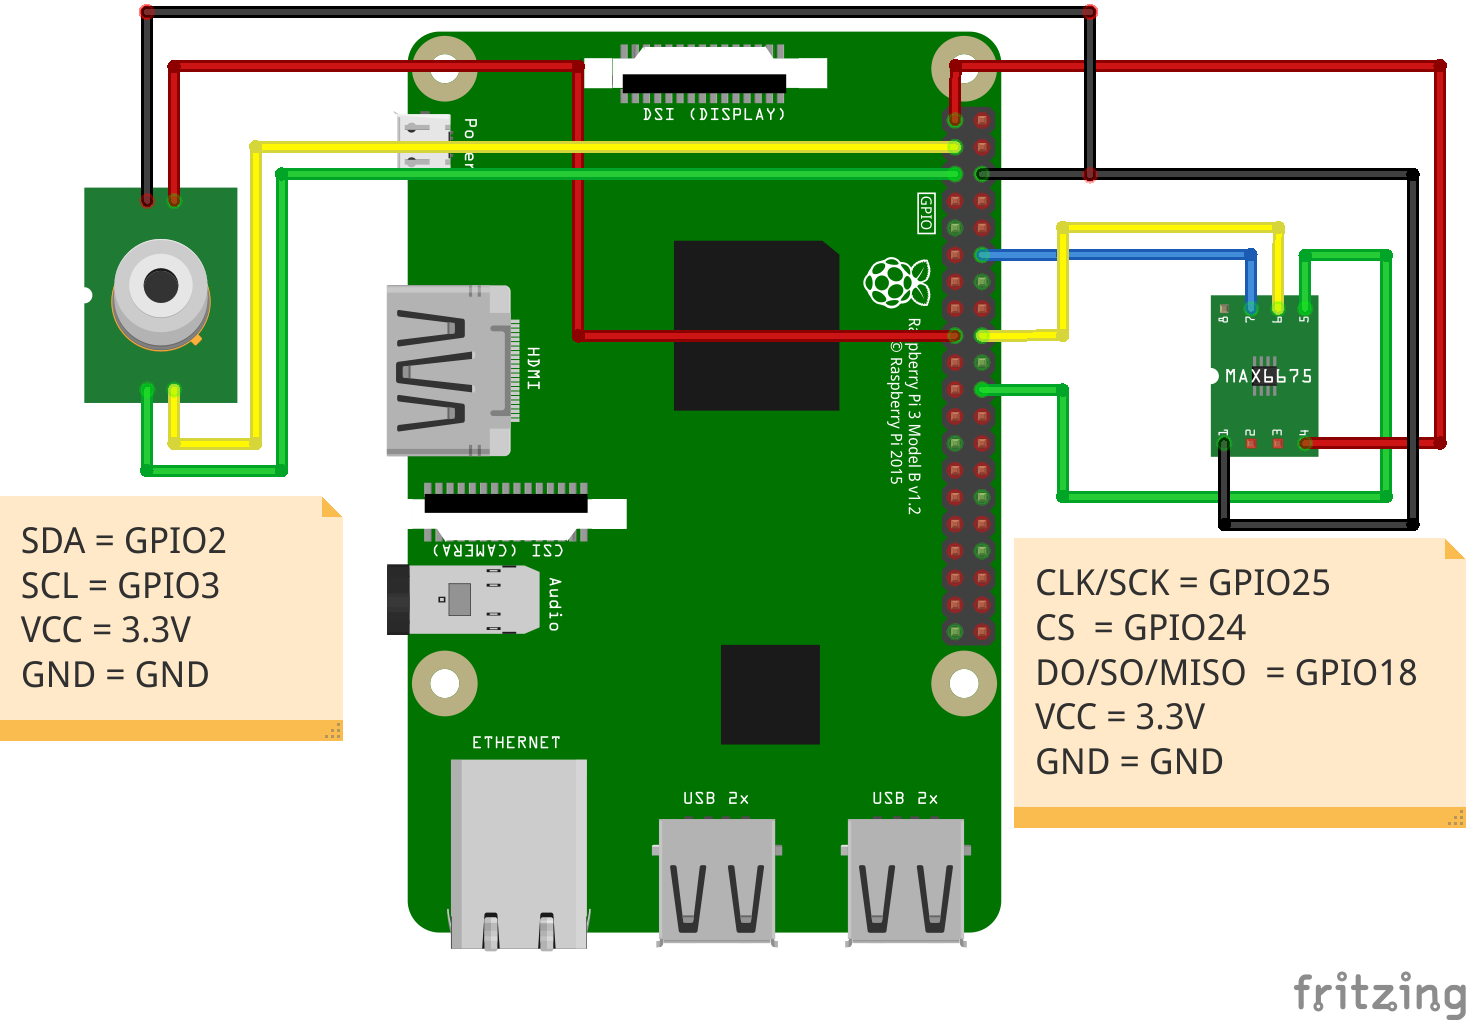 DSI (DISPLAY)
Power
GPIO
HDMI
Raspberry Pi 3 Model B v1.2
© Raspberry Pi 2015
8 7 6 5
MAX6675
1 2 3 4
SDA = GPIO2
SCL = GPIO3
VCC = 3.3V
GND = GND
CSI (CAMERA)
Audio
CLK/SCK = GPIO25
CS = GPIO24
DO/SO/MISO = GPIO18
VCC = 3.3V
GND = GND
ETHERNET
USB 2x
USB 2x
fritzing